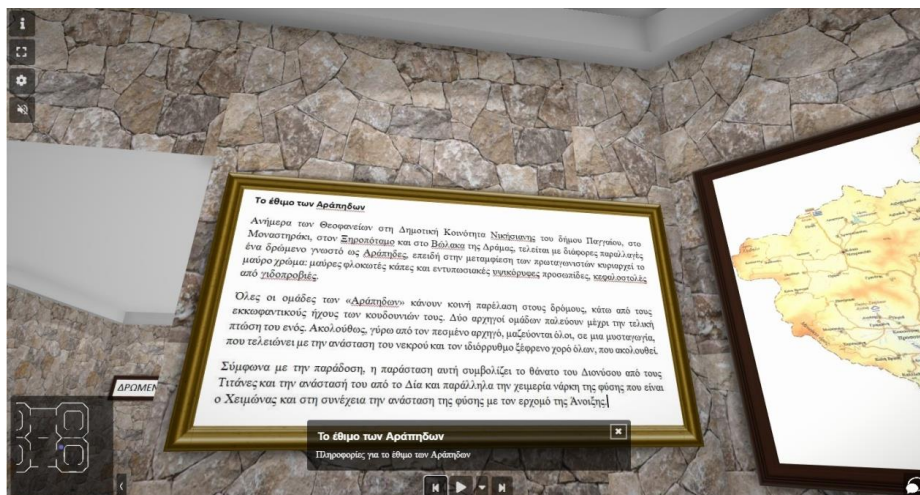 Το έθιμο των Αράπηδων
Ανήμερα των Θεοφανείων στη Δημοτική Κοινότητα Νικήσιανης του δήμου Παγγαίου, στο
Μοναστηράκι, στον Ξηροπόταμο και στο Βώλακα της Δράμας, τελείται με διάφορες παραλλαγές
ένα δρώμενο γνωστό ως Αράπηδες, επειδή στην μεταμφίεση των πρωταγωνιστών κυριαρχεί το
μαύρο χρώμα: μαύρες φλοκωτές κάπες και εντυπωσιακές υψικόρυφες προσωπίδες, κεφαλοστολές
από γιδοπροβιές.
Όλες οι ομάδες των «Αράπηδων» κάνουν κοινή παρέλαση στους δρόμους, κάτω από τους
εκκωφαντικούς ήχους των κουδουνιών τους. Δύο αρχηγοί ομάδων παλεύουν μέχρι την τελική
πτώση του ενός. Ακολούθως, γύρω από τον πεσμένο αρχηγό, μαζεύονται όλοι, σε μια μυσταγωγία,
που τελειώνει με την ανάσταση του νεκρού και τον ιδιόρρυθμο ξέφρενο χορό όλων, που ακολουθεί.
Σύμφωνα με την παράδοση, η παράσταση αυτή συμβολίζει το θάνατο του Διονύσου από τους
Τιτάνες και την ανάστασή του από το Δία και παράλληλα την χειμερία νάρκη της φύσης που είναι
ο Χειμώνας και στη συνέχεια την ανάσταση της φύσης με τον ερχομό της Άνοιξης.
ΔΡΩΜΕΝ
Το έθιμο των Αράπηδων
Πληροφορίες για το έθιμο των Αράπηδων